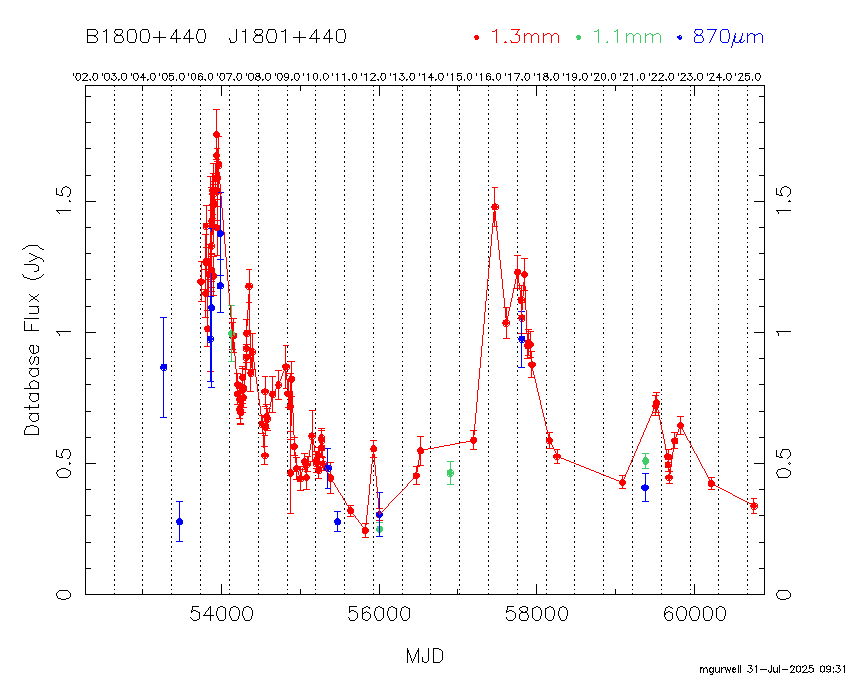 B1800+440 J1801+440 1.3mm 1.1mm 870μm
'02.0 '03.0 '04.0 '05.0 '06.0 '07.0 '08.0 '09.0 '10.0 '11.0 '12.0 '13.0 '14.0 '15.0 '16.0 '17.0 '18.0 '19.0 '20.0 '21.0 '22.0 '23.0 '24.0 '25.0
1.5 1.5
Database Flux (Jy)
1 1
0.5 0.5
0 0
54000 56000 58000 60000
MJD
mgurwell 31-Jul-2025 09:31